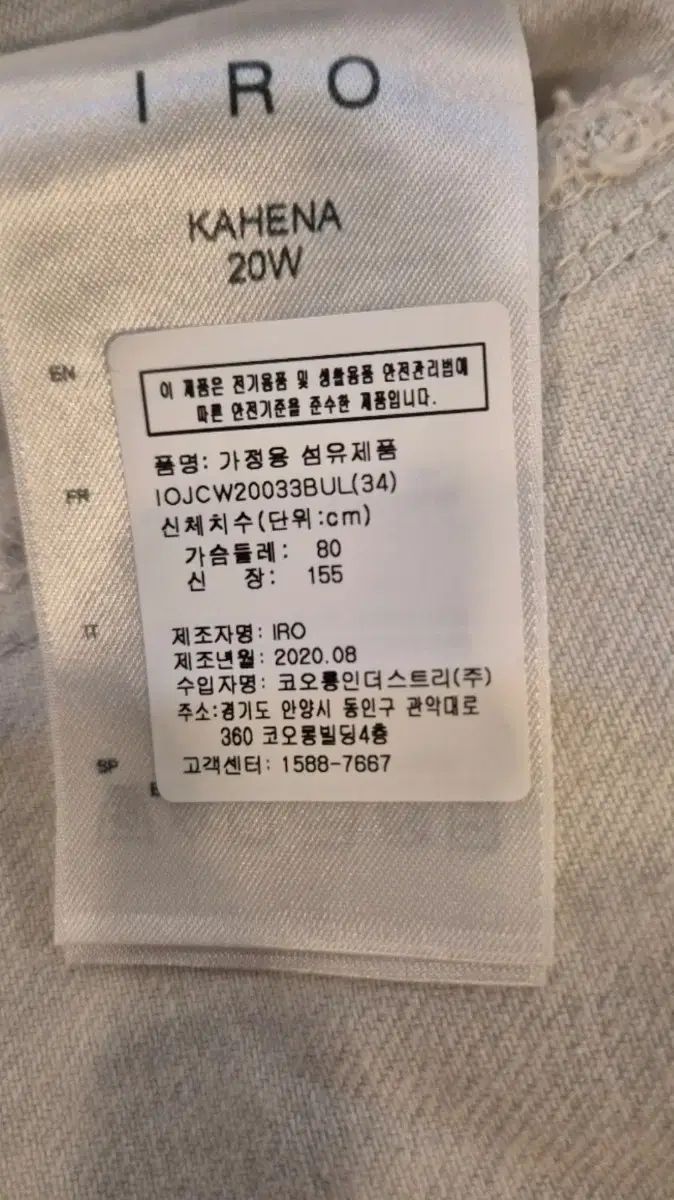 IRO
KAHENA
20W
EN
이 제품은 전기용품 및 생활용품 안전관리법에
따른 안전기준을 준수한 제품입니다.
품명: 가정용 섬유제품
FR
IOJCW20033BUL(34)
신체치수(단위:cm)
가슴둘레: 80
신 장: 155
IT
제조자명: IRO
제조년월: 2020.08
수입자명: 코오롱인더스트리(주)
주소:경기도 안양시 동인구 관악대로
360 코오롱빌딩4층
SP
고객센터: 1588-7667